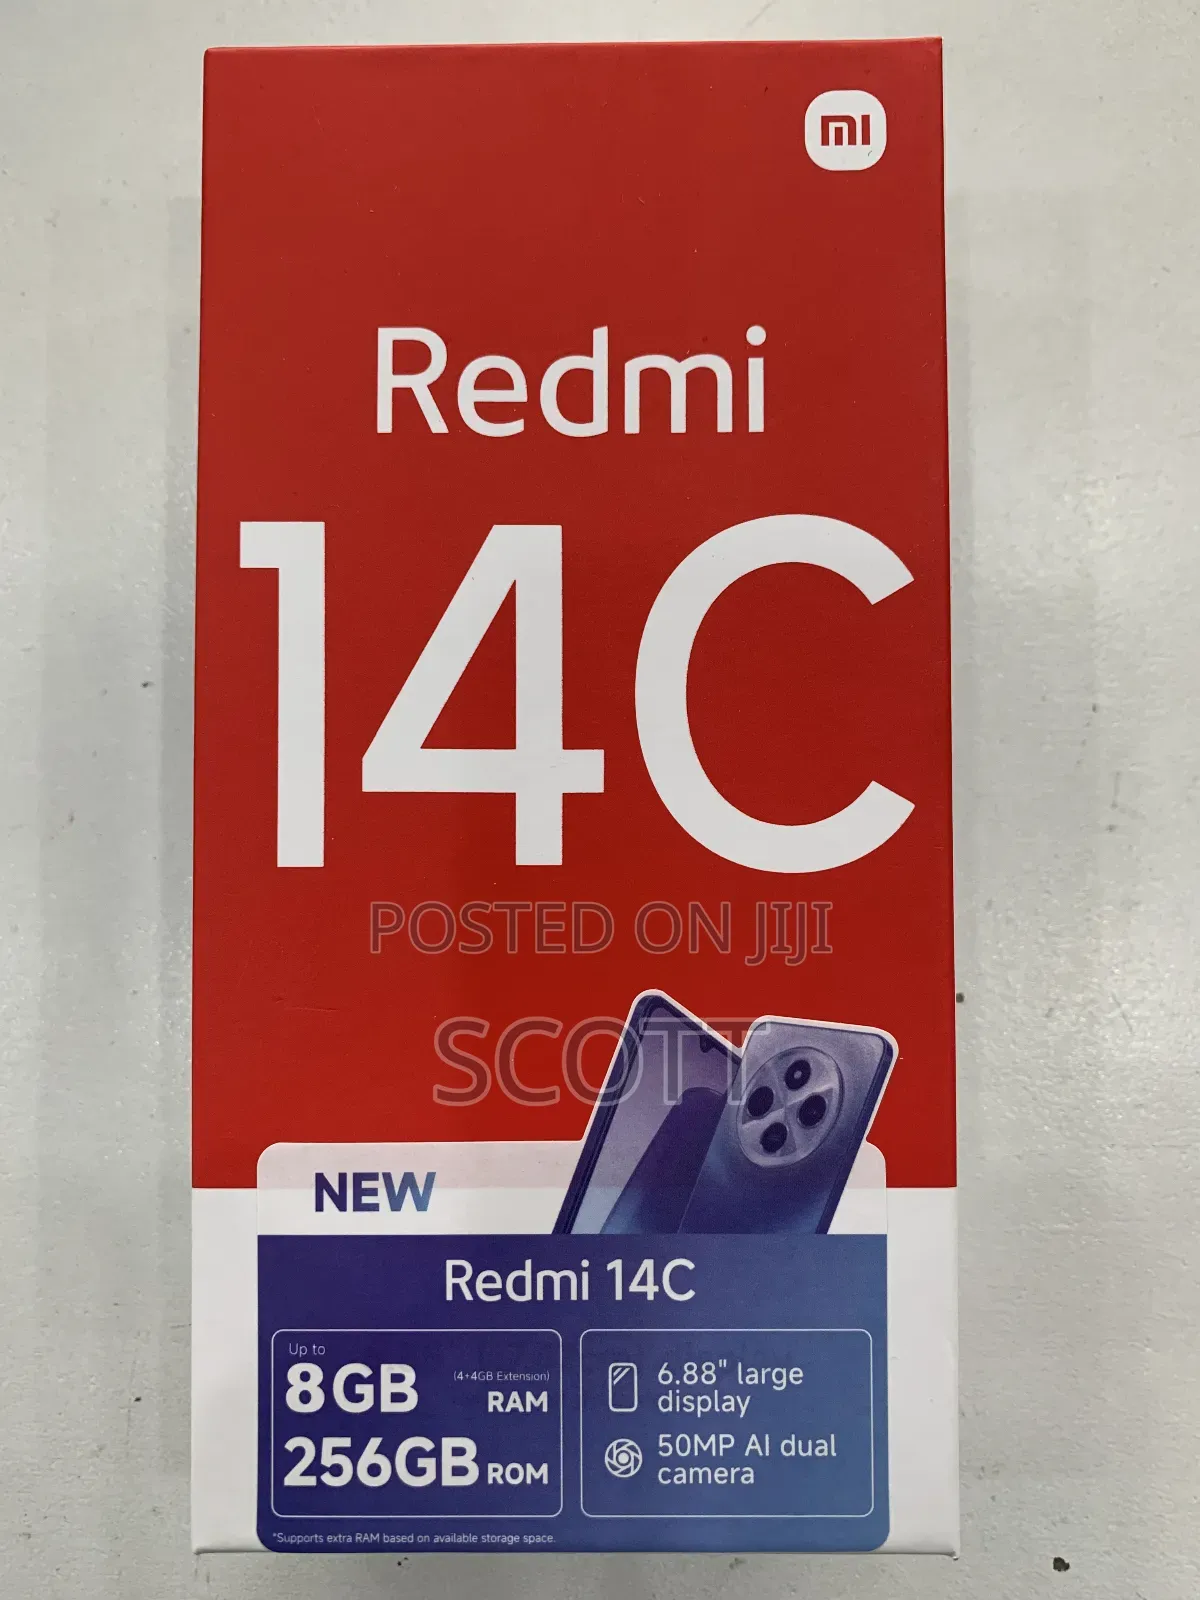 mi
Redmi
14C
POSTED ON JIJI
SCOTT
NEW
Redmi 14C
Up to
8GB (4+4GB Extension) RAM
256GB ROM
6.88" large
display
50MP AI dual
camera
*Supports extra RAM based on available storage space.